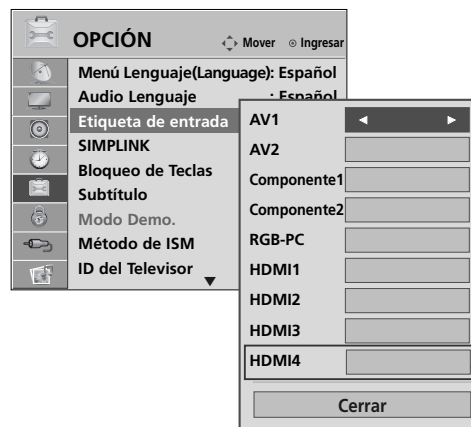 OPCIÓN Mover Ingresar
Menú Lenguaje(Language): Español
Audio Lenguaje : Español
Etiqueta de entrada
SIMPLINK
Bloqueo de Teclas
Subtítulo
Modo Demo.
Método de ISM
ID del Televisor
AV1
AV2
Componente1
Componente2
RGB-PC
HDMI1
HDMI2
HDMI3
HDMI4
Cerrar